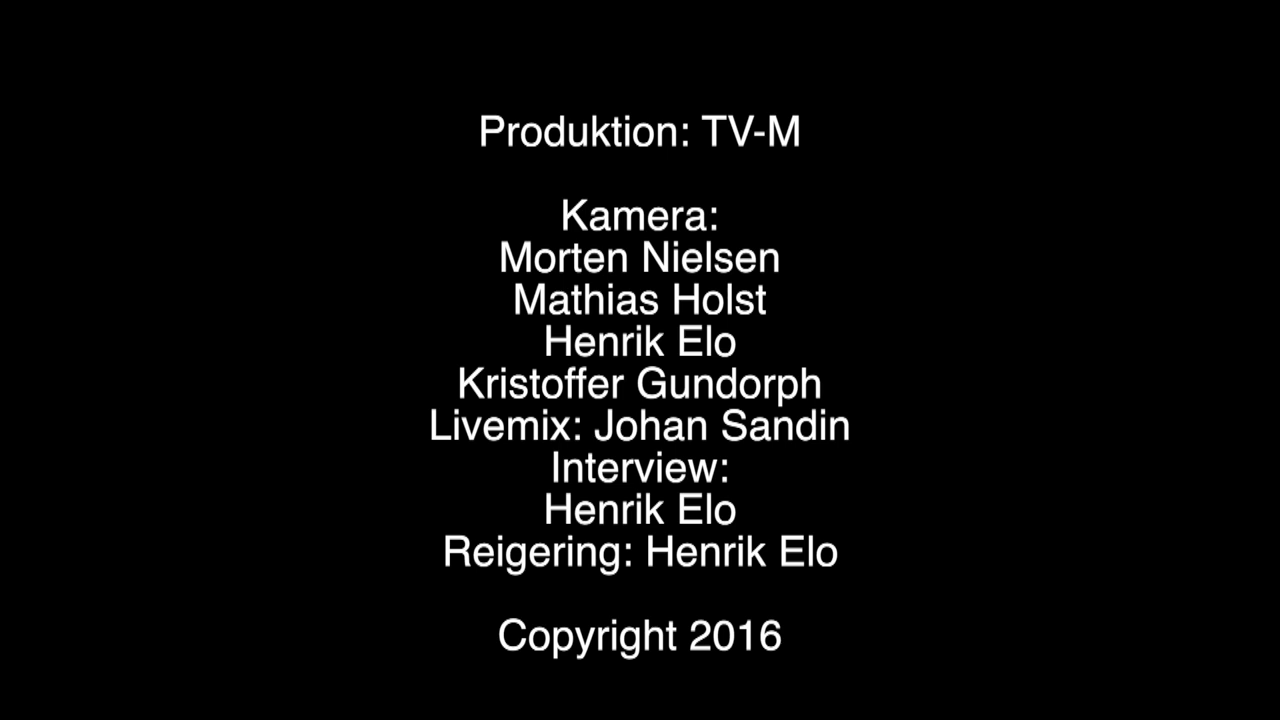 Produktion: TV-M
Kamera:
Morten Nielsen
Mathias Holst
Henrik Elo
Kristoffer Gundorph
Livemix: Johan Sandin
Interview:
Henrik Elo
Reigering: Henrik Elo
Copyright 2016